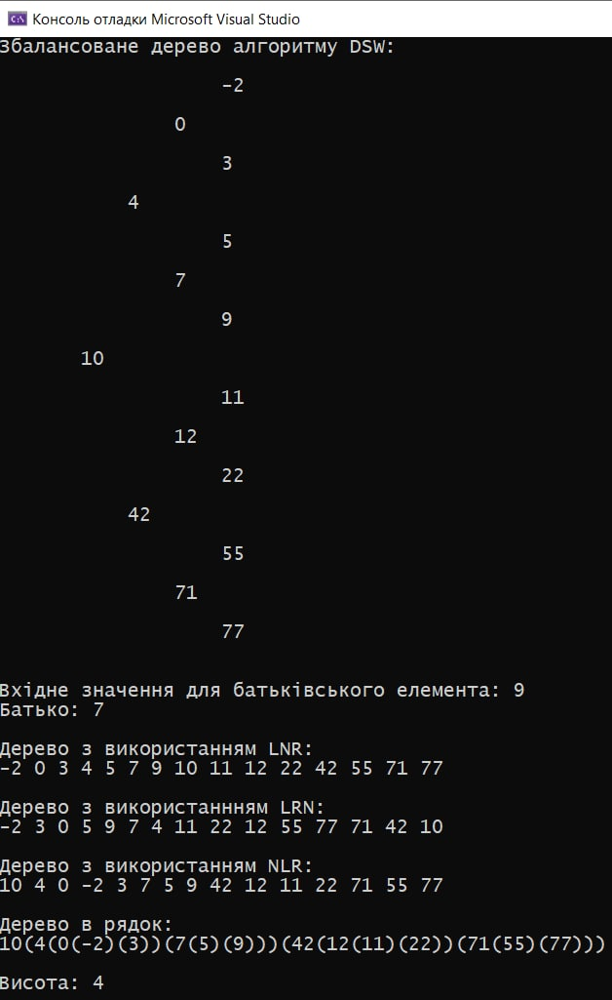 Консоль отладки Microsoft Visual Studio
Збалансоване дерево алгоритму DSW:
-2
0
3
4
5
7
9
10
11
12
22
42
55
71
77
Вхідне значення для батьківського елемента: 9
Батько: 7
Дерево з використанням LNR:
-2 0 3 4 5 7 9 10 11 12 22 42 55 71 77
Дерево з використаннням LRN:
-2 3 0 5 9 7 4 11 22 12 55 77 71 42 10
Дерево з використанням NLR:
10 4 0 -2 3 7 5 9 42 12 11 22 71 55 77
Дерево в рядок:
10(4(0(-2)(3))(7(5)(9)))(42(12(11)(22))(71(55)(77)))
Висота: 4